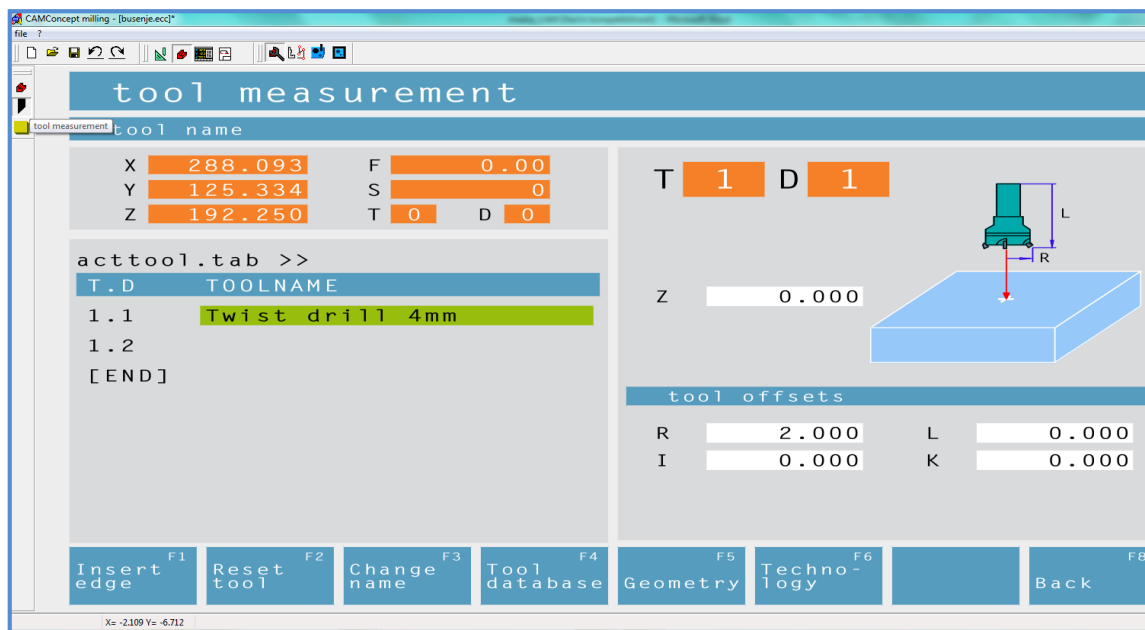 CAMConcept milling - [busenje.ecc]*
file ?
tool measurement
tool measurement
tool name
X 288.093 F 0.00
Y 125.334 S 0
Z 192.250 T 0 D 0
T 1 D 1
L
R
Z 0.000
acttool.tab >>
T.D TOOLNAME
1.1 Twist drill 4mm
1.2
[END]
tool offsets
R 2.000 L 0.000
I 0.000 K 0.000
F1
Insert
edge
F2
Reset
tool
F3
Change
name
F4
Tool
database
F5
Geometry
F6
Techno-
logy
F8
Back
X= -2.109 Y= -6.712